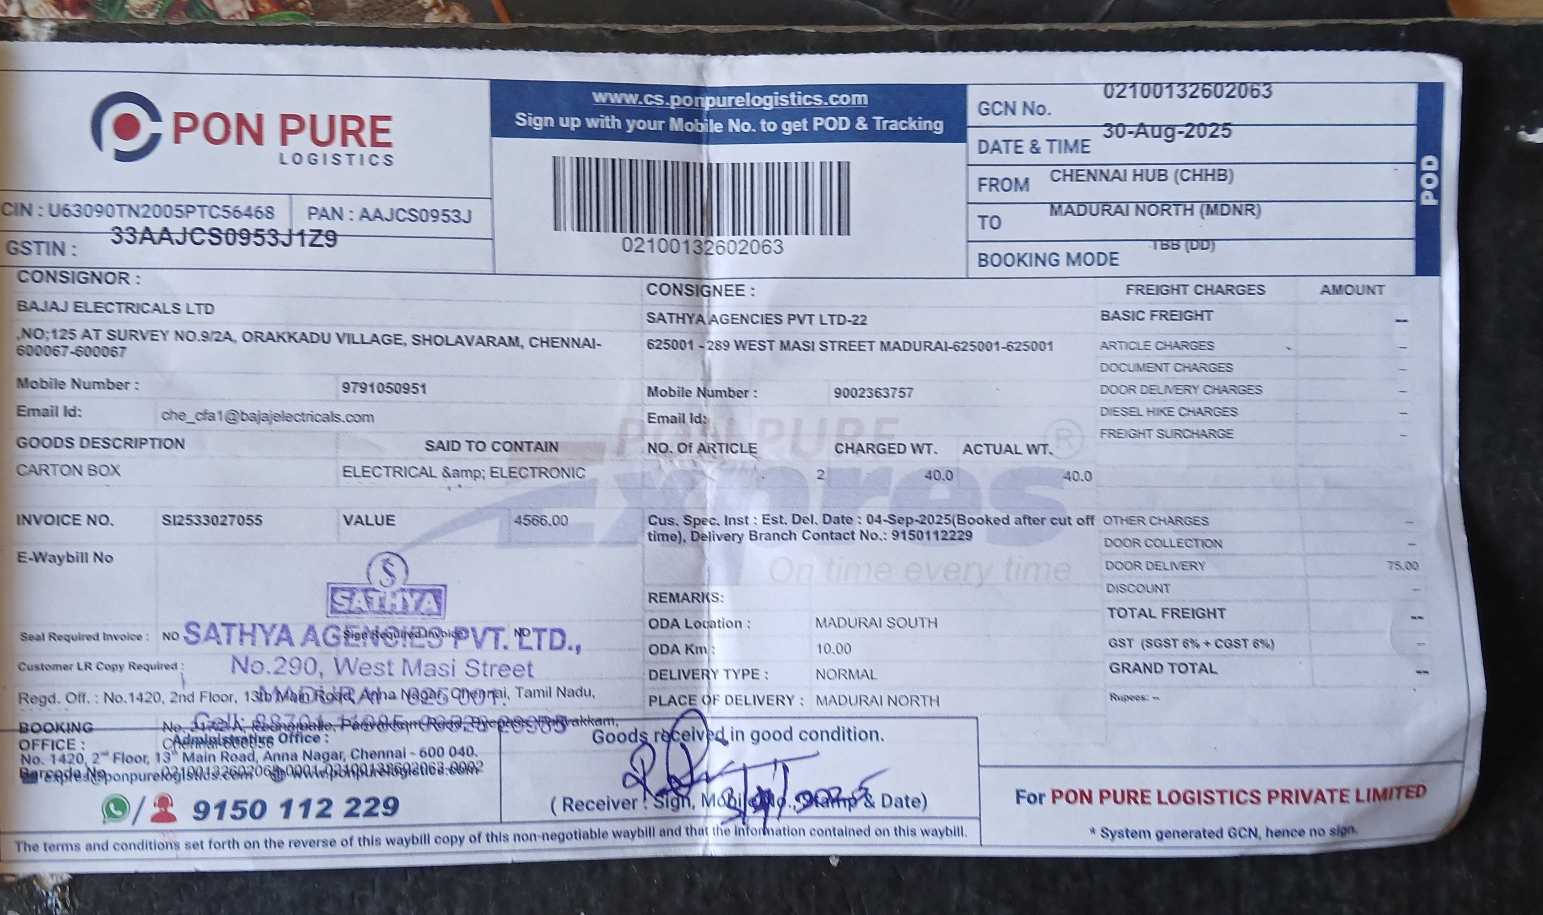 PON PURE
LOGISTICS
CIN : U63090TN2005PTC56468 PAN : AAJCS0953J
GSTIN : 33AAJCS0953J1Z9
www.cs.ponpurelogistics.com
Sign up with your Mobile No. to get POD & Tracking
02100132602063
GCN No. 02100132602063
DATE & TIME 30-Aug-2025
FROM CHENNAI HUB (CHHB)
TO MADURAI NORTH (MDNR)
BOOKING MODE TBB (DD)
POD
CONSIGNOR :
BAJAJ ELECTRICALS LTD
,NO;125 AT SURVEY NO.9/2A, ORAKKADU VILLAGE, SHOLAVARAM, CHENNAI-
600067-600067
Mobile Number : 9791050951
Email Id: che_cfa1@bajajelectricals.com
CONSIGNEE :
SATHYA AGENCIES PVT LTD-22
625001 - 289 WEST MASI STREET MADURAI-625001-625001
Mobile Number : 9002363757
Email Id:
GOODS DESCRIPTION SAID TO CONTAIN NO. Of ARTICLE CHARGED WT. ACTUAL WT.
CARTON BOX ELECTRICAL &amp; ELECTRONIC 2 40.0 40.0
INVOICE NO. SI2533027055 VALUE 4566.00
E-Waybill No
Cus. Spec. Inst : Est. Del. Date : 04-Sep-2025(Booked after cut off
time), Delivery Branch Contact No.: 9150112229
PON PURE
Expres
On time every time
REMARKS:
ODA Location : MADURAI SOUTH
ODA Km : 10.00
DELIVERY TYPE : NORMAL
PLACE OF DELIVERY : MADURAI NORTH
FREIGHT CHARGES AMOUNT
BASIC FREIGHT --
ARTICLE CHARGES --
DOCUMENT CHARGES --
DOOR DELIVERY CHARGES --
DIESEL HIKE CHARGES --
FREIGHT SURCHARGE --
OTHER CHARGES --
DOOR COLLECTION --
DOOR DELIVERY 75.00
DISCOUNT --
TOTAL FREIGHT --
GST (SGST 6% + CGST 6%) --
GRAND TOTAL --
Rupees: --
SATHYA
SATHYA AGENCIES PVT. LTD.,
No.290, West Masi Street
Seal Required Invoice : NO Sign Required Invoice NO
Customer LR Copy Required :
Regd. Off. : No.1420, 2nd Floor, 13th Main Road, Anna Nagar, Chennai, Tamil Nadu,
BOOKING
OFFICE : Chennai-600056
Administrative Office :
No. 1420, 2nd Floor, 13th Main Road, Anna Nagar, Chennai - 600 040.
Barcode No
9150 112 229
Goods received in good condition.
( Receiver : Sign, Mobile No., Stamp & Date)
For PON PURE LOGISTICS PRIVATE LIMITED
* System generated GCN, hence no sign.
The terms and conditions set forth on the reverse of this waybill copy of this non-negotiable waybill and that the information contained on this waybill.